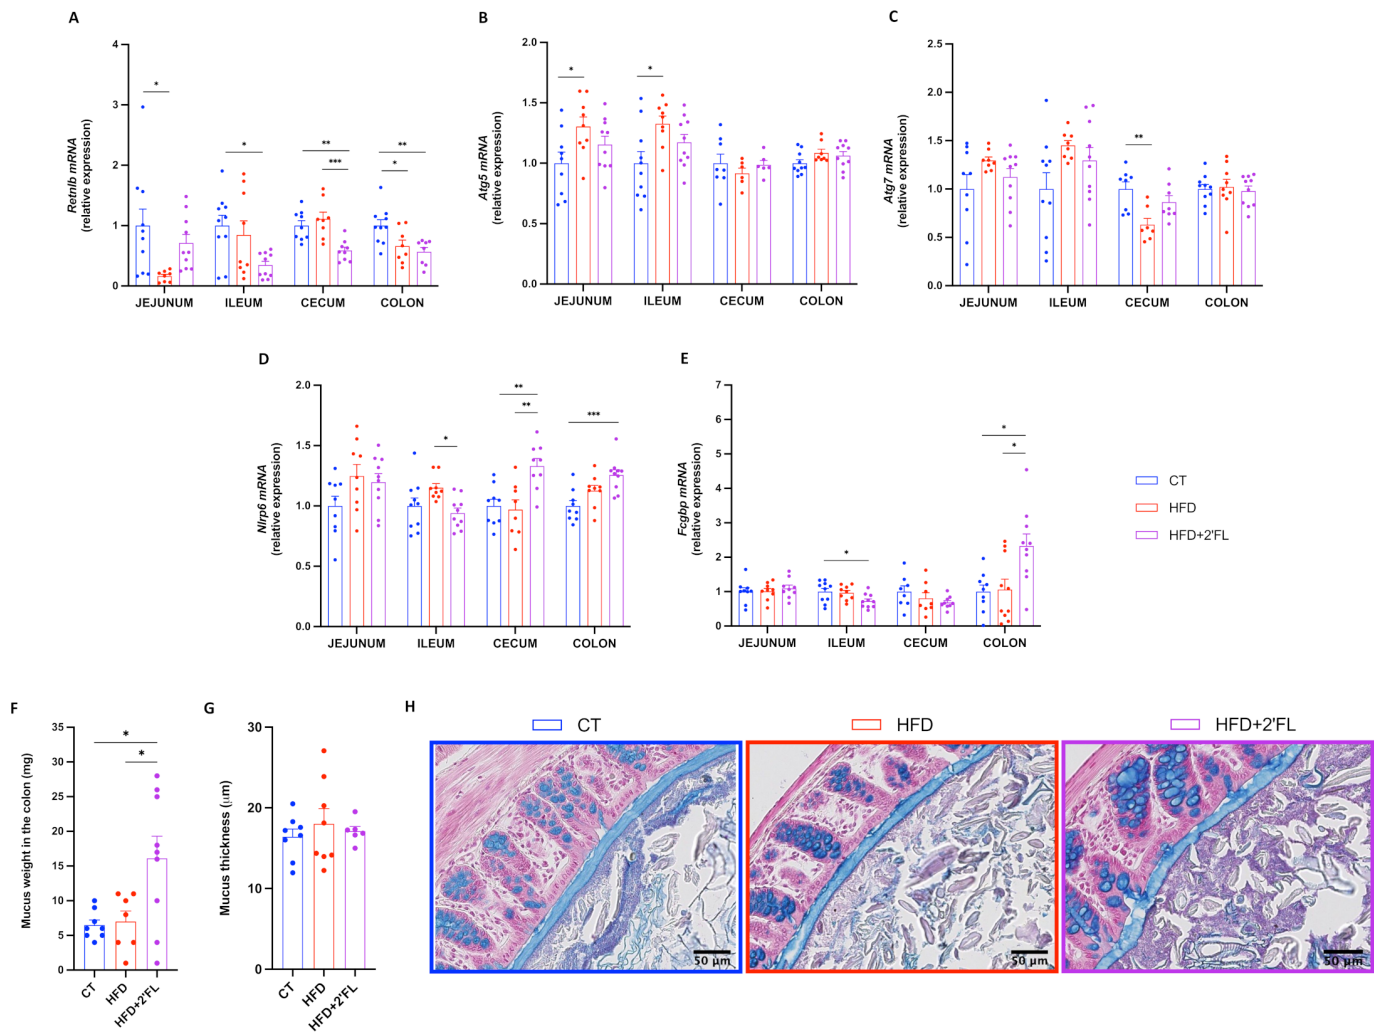 A
Retnlb mRNA
(relative expression)
4
3
2
1
0
*
*
**
***
**
*
JEJUNUM ILEUM CECUM COLON
B
Atg5 mRNA
(relative expression)
2.0
1.5
1.0
0.5
0.0
*
*
JEJUNUM ILEUM CECUM COLON
C
Atg7 mRNA
(relative expression)
2.5
2.0
1.5
1.0
0.5
0.0
**
JEJUNUM ILEUM CECUM COLON
D
Nlrp6 mRNA
(relative expression)
2.0
1.5
1.0
0.5
0.0
*
**
**
***
JEJUNUM ILEUM CECUM COLON
E
Fcgbp mRNA
(relative expression)
7
6
5
4
3
2
1
0
*
*
*
JEJUNUM ILEUM CECUM COLON
CT
HFD
HFD+2'FL
F
Mucus weight in the colon (mg)
35
30
25
20
15
10
5
0
*
*
CT HFD HFD+2'FL
G
Mucus thickness (μm)
30
20
10
0
CT HFD HFD+2'FL
H
CT HFD HFD+2'FL
50 μm
50 μm
50 μm